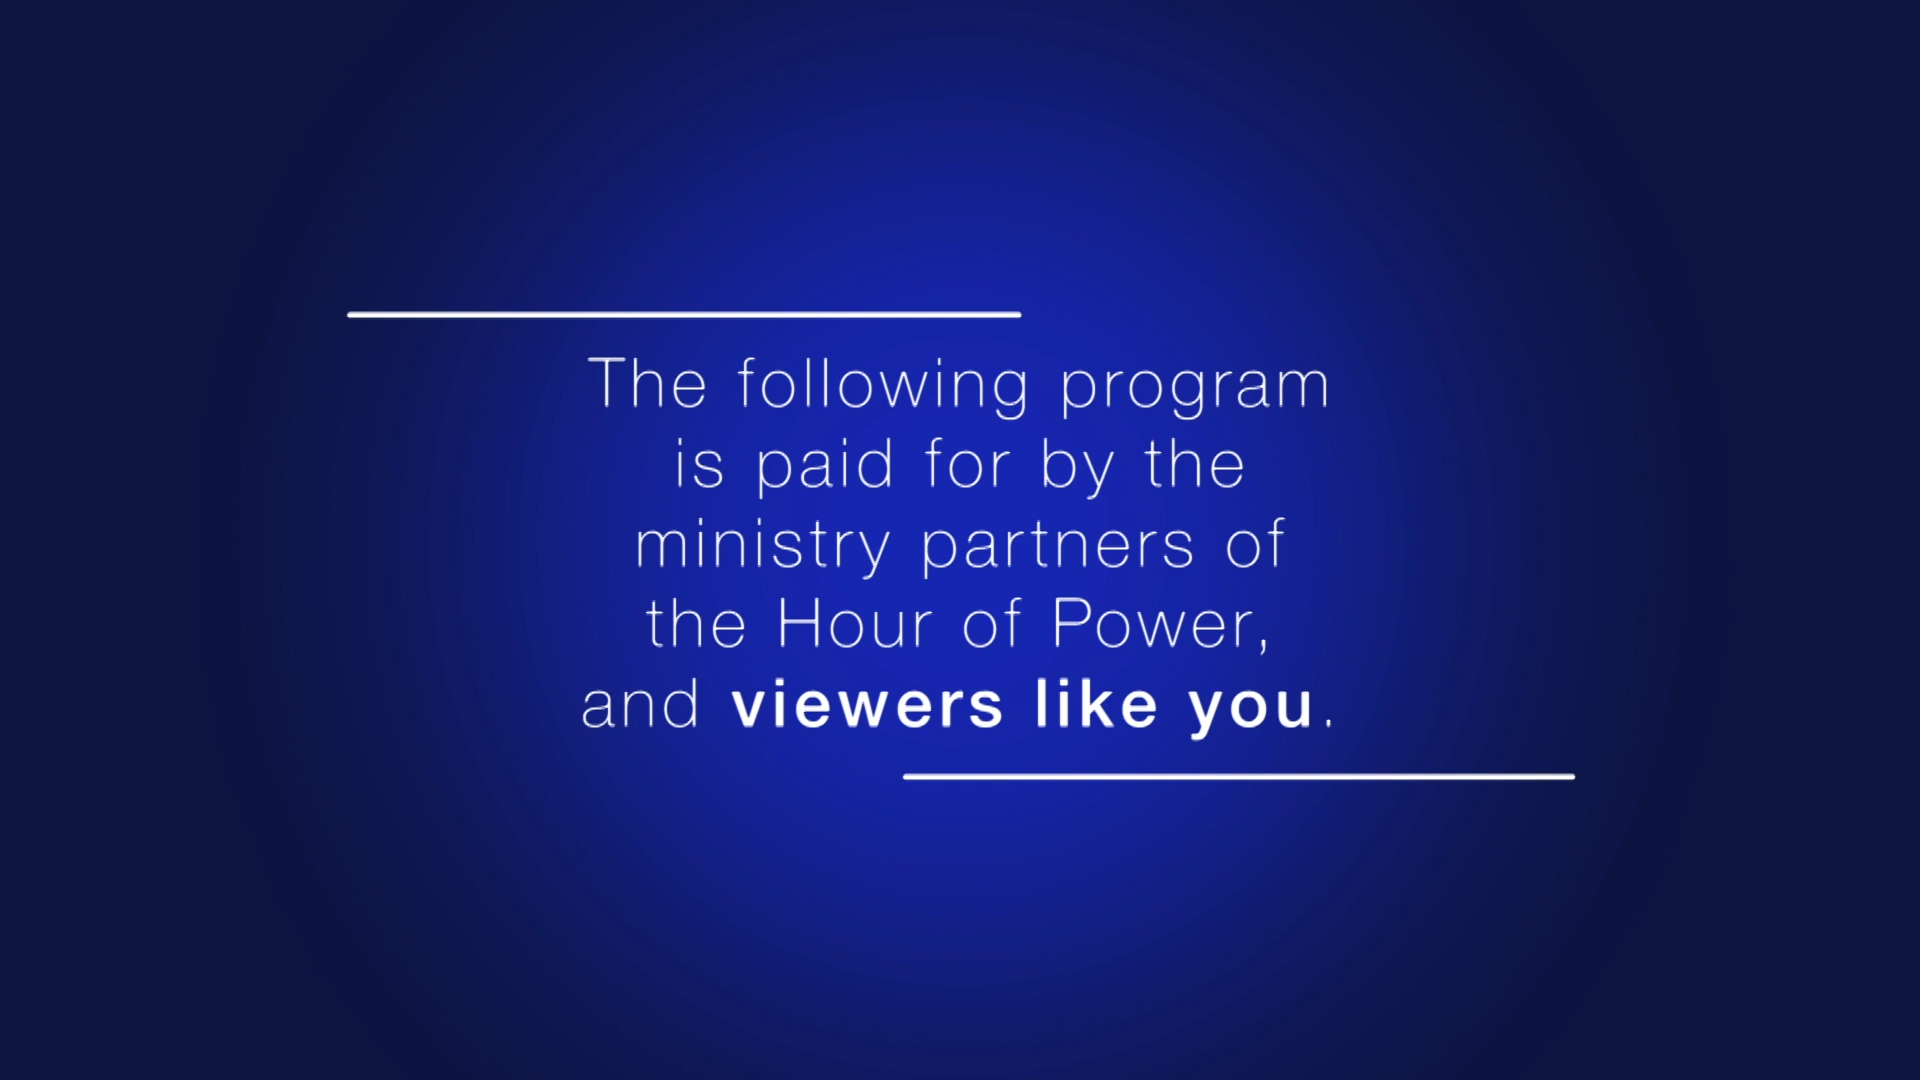 The following program
is paid for by the
ministry partners of
the Hour of Power,
and viewers like you.